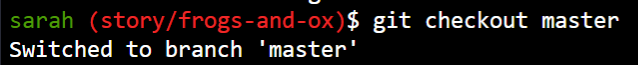 sarah (story/frogs-and-ox)$ git checkout master
Switched to branch 'master'